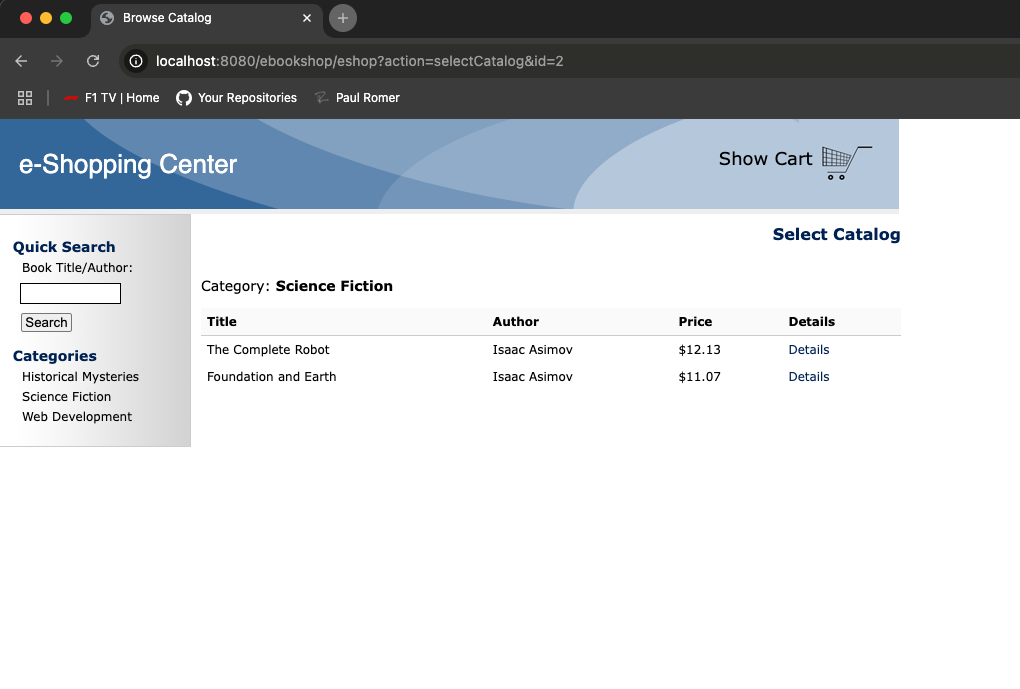 Browse Catalog
localhost:8080/ebookshop/eshop?action=selectCatalog&id=2
F1 TV | Home Your Repositories Paul Romer
e-Shopping Center
Show Cart
Quick Search
Book Title/Author:
Search
Categories
Historical Mysteries
Science Fiction
Web Development
Select Catalog
Category: Science Fiction
Title Author Price Details
The Complete Robot Isaac Asimov $12.13 Details
Foundation and Earth Isaac Asimov $11.07 Details